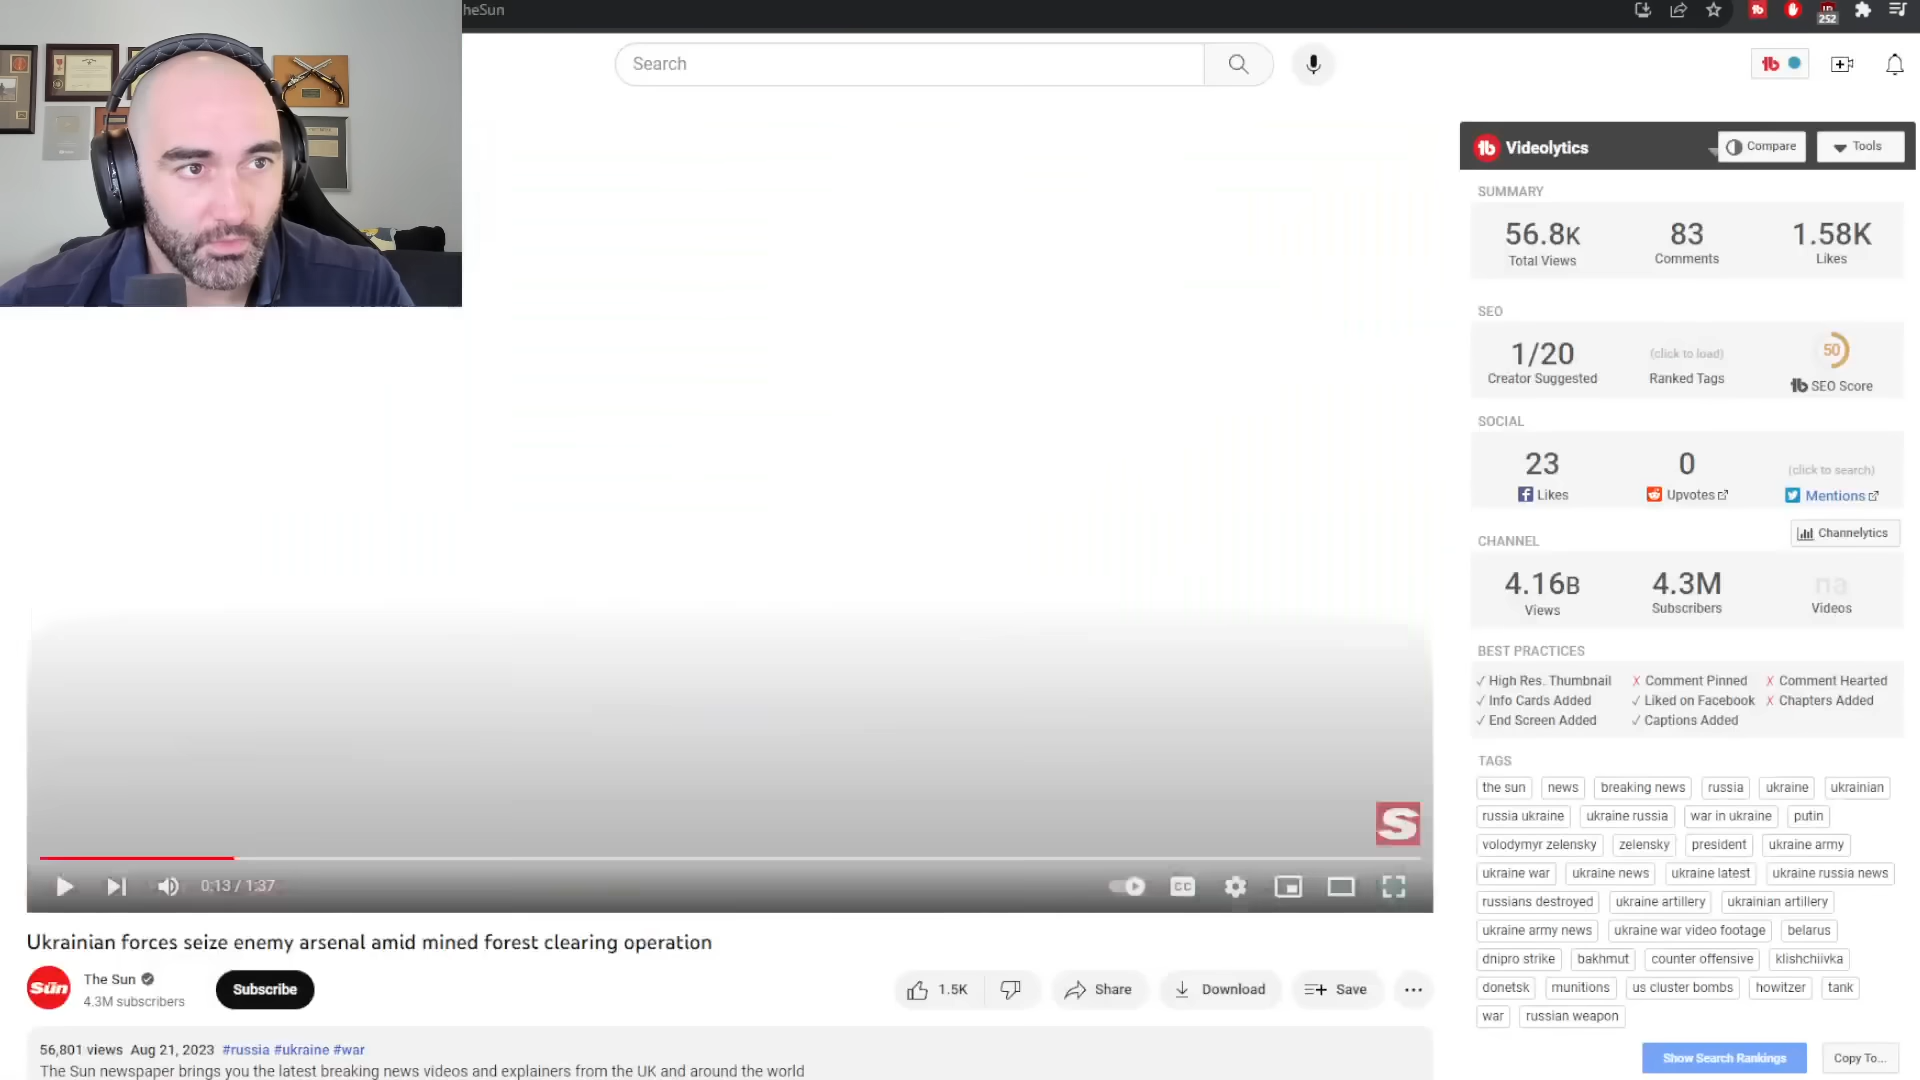 heSun
252
Search
Videolytics
Compare
Tools
SUMMARY
56.8K
83
1.58K
Total Views
Comments
Likes
SEO
1/20
(click to load)
50
Creator Suggested
Ranked Tags
SEO Score
SOCIAL
23
0
(click to search)
Likes
Upvotes
Mentions
Channelytics
CHANNEL
4.16B
4.3M
na
Views
Subscribers
Videos
BEST PRACTICES
✓ High Res. Thumbnail
✗ Comment Pinned
✗ Comment Hearted
✓ Info Cards Added
✓ Liked on Facebook
✗ Chapters Added
✓ End Screen Added
✓ Captions Added
TAGS
the sun
news
breaking news
russia
ukraine
ukrainian
russia ukraine
ukraine russia
war in ukraine
putin
volodymyr zelensky
zelensky
president
ukraine army
ukraine war
ukraine news
ukraine latest
ukraine russia news
russians destroyed
ukraine artillery
ukrainian artillery
ukraine army news
ukraine war video footage
belarus
dnipro strike
bakhmut
counter offensive
klishchiivka
donetsk
munitions
us cluster bombs
howitzer
tank
war
russian weapon
Show Search Rankings
Copy To...
S
0:13 / 1:37
CC
Ukrainian forces seize enemy arsenal amid mined forest clearing operation
Sun
The Sun
4.3M subscribers
Subscribe
1.5K
Share
Download
Save
56,801 views Aug 21, 2023 #russia #ukraine #war
The Sun newspaper brings you the latest breaking news videos and explainers from the UK and around the world